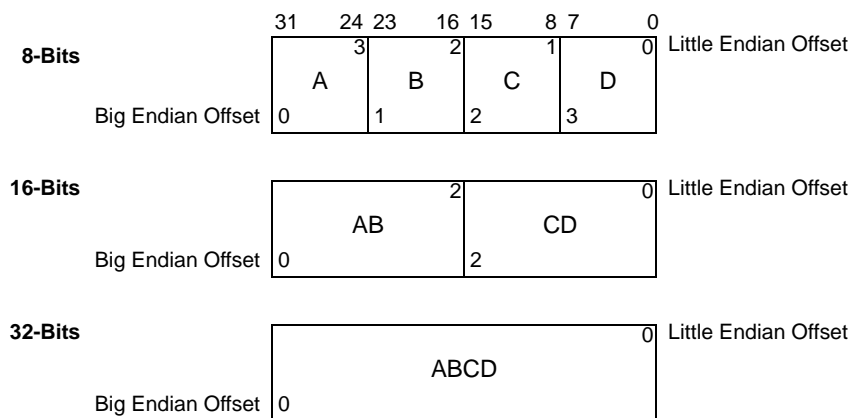 31 24 23 16 15 8 7 0
8-Bits 3 2 1 0 Little Endian Offset
A B C D
Big Endian Offset 0 1 2 3
16-Bits 2 0 Little Endian Offset
AB CD
Big Endian Offset 0 2
32-Bits 0 Little Endian Offset
ABCD
Big Endian Offset 0